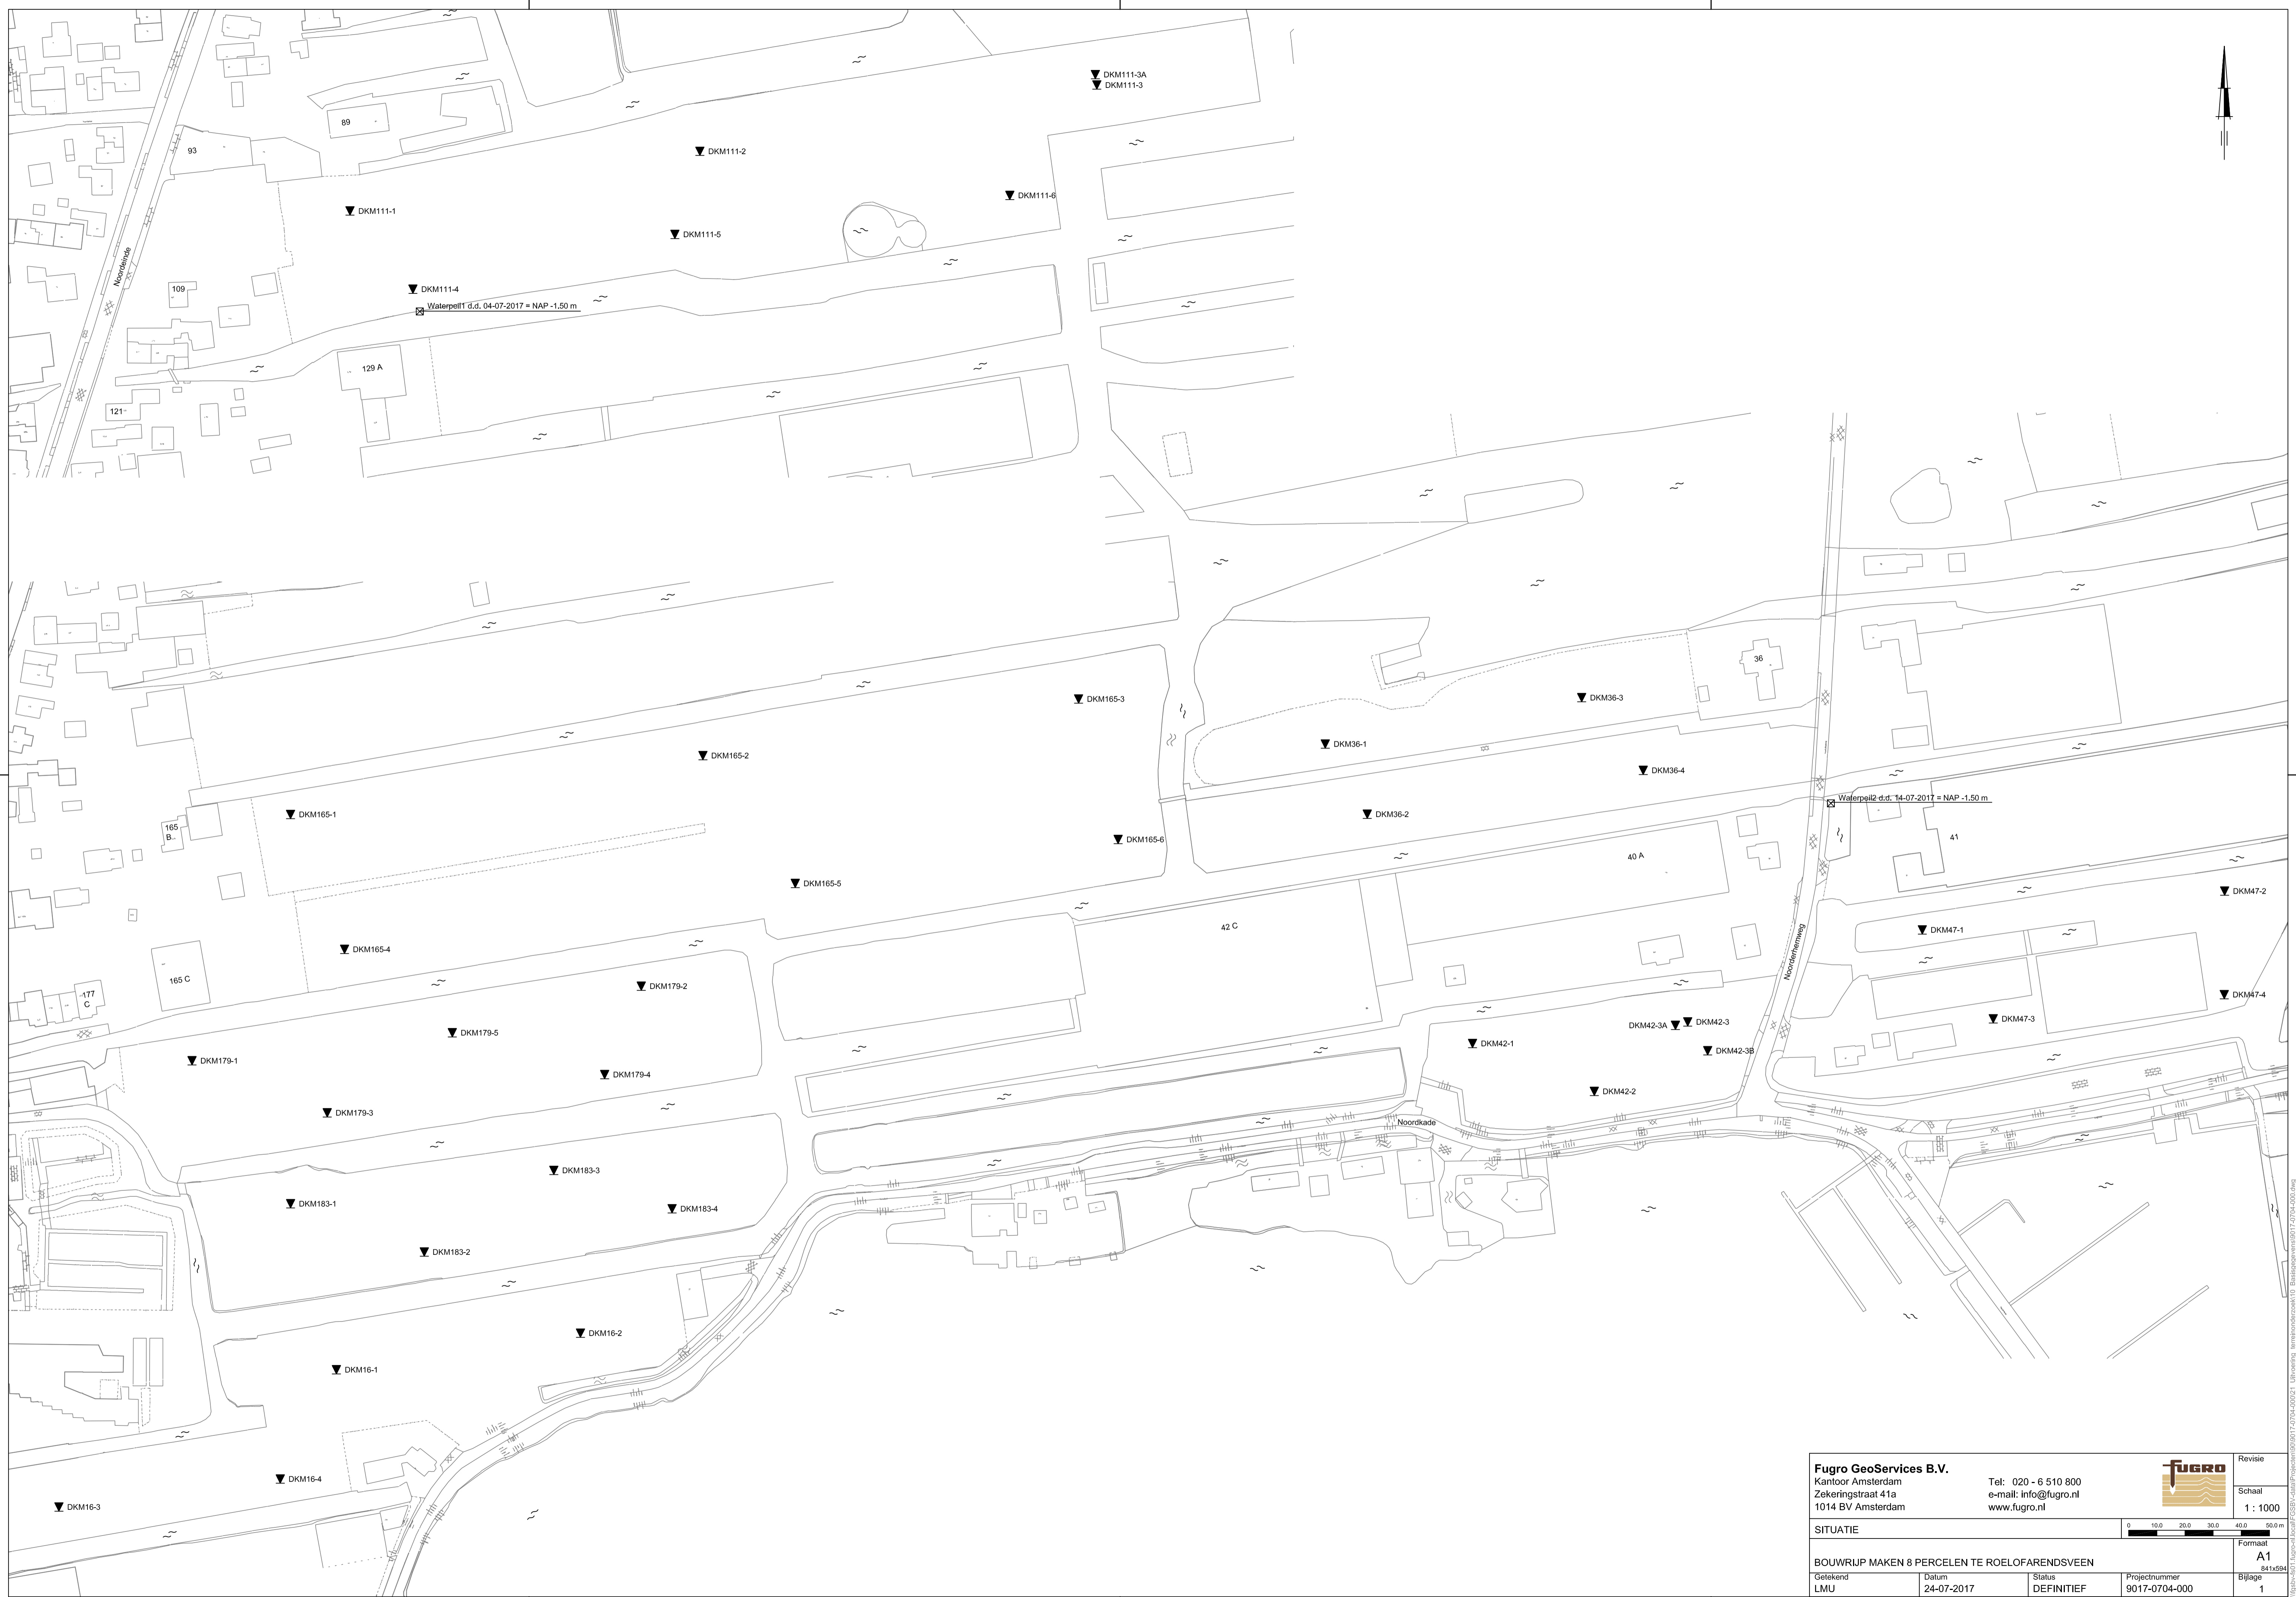 DKM111-3A
DKM111-3
89
93
DKM111-2
DKM111-6
DKM111-1
DKM111-5
Noordeinde
109
DKM111-4
Waterpeil1 d.d. 04-07-2017 = NAP -1.50 m
129 A
121
36
DKM165-3
DKM36-3
DKM36-1
DKM165-2
DKM36-4
Waterpeil2 d.d. 14-07-2017 = NAP -1.50 m
DKM165-1
DKM36-2
165
B..
DKM165-6
41
40 A
DKM165-5
DKM47-2
42 C
DKM47-1
DKM165-4
Noorderhemweg
165 C
DKM179-2
177
C
DKM47-4
DKM47-3
DKM42-3A
DKM42-3
DKM179-5
DKM42-1
DKM42-3B
DKM179-1
DKM179-4
DKM42-2
DKM179-3
Noordkade
DKM183-3
DKM183-1
DKM183-4
DKM183-2
DKM16-2
DKM16-1
DKM16-4
DKM16-3
Fugro GeoServices B.V.
Kantoor Amsterdam
Zekeringstraat 41a
1014 BV Amsterdam
Tel: 020 - 6 510 800
e-mail: info@fugro.nl
www.fugro.nl
FUGRO
Revisie
Schaal
1 : 1000
SITUATIE
0 10.0 20.0 30.0 40.0 50.0 m
BOUWRIJP MAKEN 8 PERCELEN TE ROELOFARENDSVEEN
Formaat
A1
841x594
Getekend
LMU
Datum
24-07-2017
Status
DEFINITIEF
Projectnummer
9017-0704-000
Bijlage
1